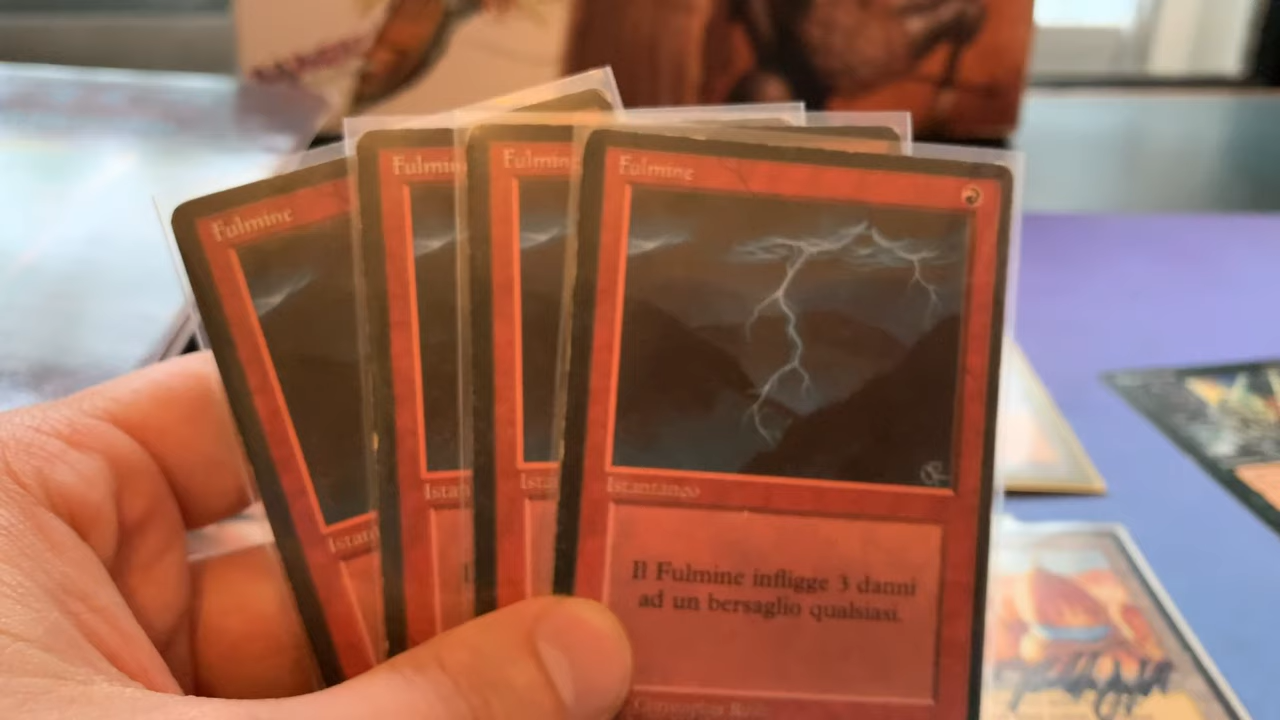 Fulmine
Fulmine
Fulmine
Fulmine
Istantaneo
Il Fulmine infligge 3 danni
ad un bersaglio qualsiasi.